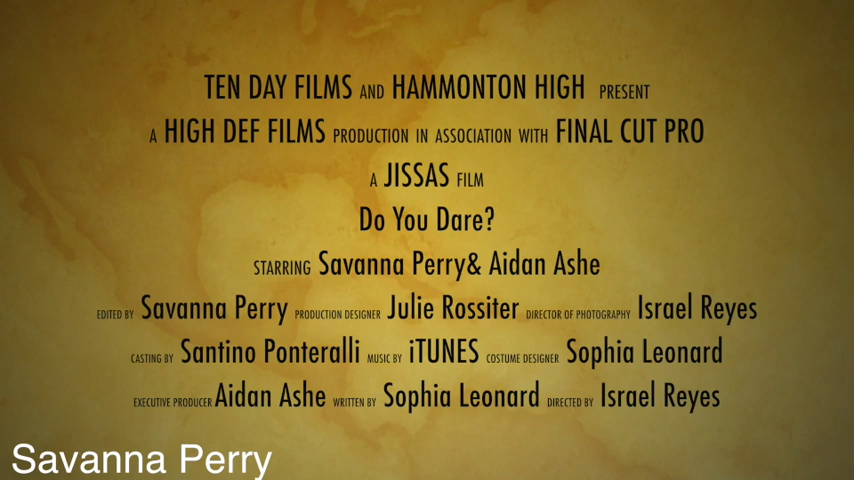 TEN DAY FILMS AND HAMMONTON HIGH PRESENT
A HIGH DEF FILMS PRODUCTION IN ASSOCIATION WITH FINAL CUT PRO
A JISSAS FILM
Do You Dare?
STARRING Savanna Perry& Aidan Ashe
EDITED BY Savanna Perry PRODUCTION DESIGNER Julie Rossiter DIRECTOR OF PHOTOGRAPHY Israel Reyes
CASTING BY Santino Ponteralli MUSIC BY iTUNES COSTUME DESIGNER Sophia Leonard
EXECUTIVE PRODUCER Aidan Ashe WRITTEN BY Sophia Leonard DIRECTED BY Israel Reyes
Savanna Perry